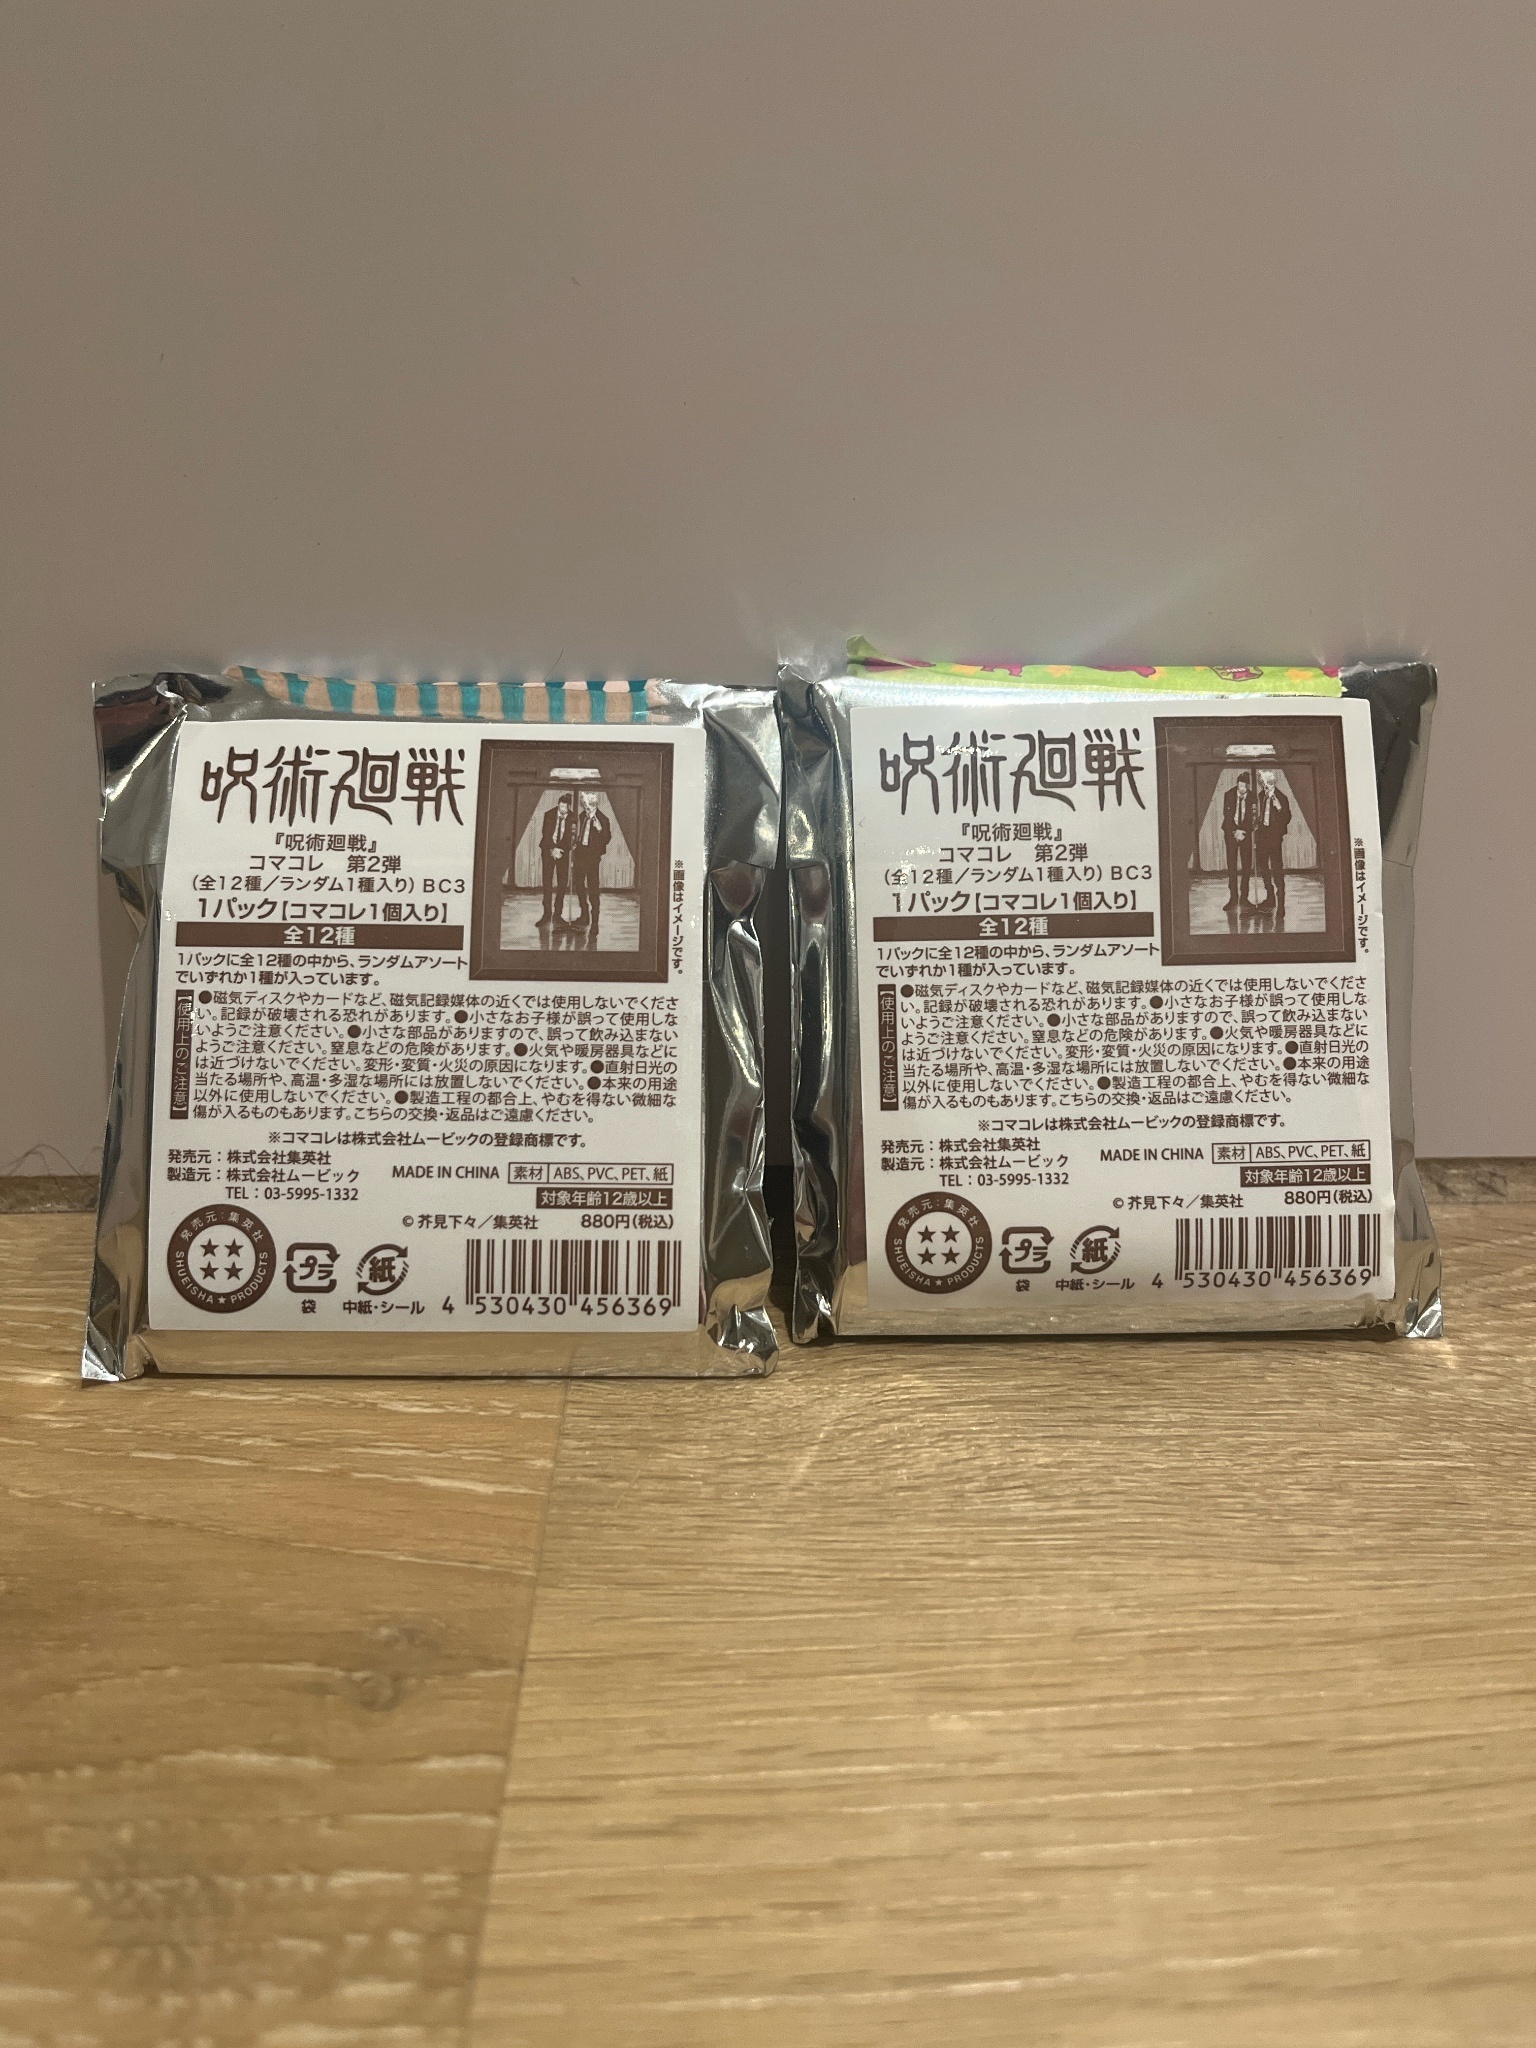 呪術廻戦
『呪術廻戦』
コマコレ 第2弾
(全12種／ランダム1種入り) BC3
1パック【コマコレ1個入り】
全12種
※画像はイメージです。
1パックに全12種の中から、ランダムアソート
でいずれか1種が入っています。
【使用上のご注意】
●磁気ディスクやカードなど、磁気記録媒体の近くでは使用しないでくださ
い。記録が破壊される恐れがあります。●小さなお子様が誤って使用しな
いようご注意ください。●小さな部品がありますので、誤って飲み込まない
ようご注意ください。窒息などの危険があります。●火気や暖房器具などに
は近づけないでください。変形・変質・火災の原因になります。●直射日光の
当たる場所や、高温・多湿な場所には放置しないでください。●本来の用途
以外に使用しないでください。●製造工程の都合上、やむを得ない微細な
傷が入るものもあります。こちらの交換・返品はご遠慮ください。
※コマコレは株式会社ムービックの登録商標です。
発売元：株式会社集英社
製造元：株式会社ムービック
TEL：03-5995-1332
MADE IN CHINA 素材 ABS、PVC、PET、紙
対象年齢12歳以上
©芥見下々／集英社 880円(税込)
発売元：集英社
SHUEISHA★PRODUCTS
プラ
袋
紙
中紙・シール
4 530430 456369
呪術廻戦
『呪術廻戦』
コマコレ 第2弾
(全12種／ランダム1種入り) BC3
1パック【コマコレ1個入り】
全12種
※画像はイメージです。
1パックに全12種の中から、ランダムアソート
でいずれか1種が入っています。
【使用上のご注意】
●磁気ディスクやカードなど、磁気記録媒体の近くでは使用しないでくださ
い。記録が破壊される恐れがあります。●小さなお子様が誤って使用しな
いようご注意ください。●小さな部品がありますので、誤って飲み込まない
ようご注意ください。窒息などの危険があります。●火気や暖房器具などに
は近づけないでください。変形・変質・火災の原因になります。●直射日光の
当たる場所や、高温・多湿な場所には放置しないでください。●本来の用途
以外に使用しないでください。●製造工程の都合上、やむを得ない微細な
傷が入るものもあります。こちらの交換・返品はご遠慮ください。
※コマコレは株式会社ムービックの登録商標です。
発売元：株式会社集英社
製造元：株式会社ムービック
TEL：03-5995-1332
MADE IN CHINA 素材 ABS、PVC、PET、紙
対象年齢12歳以上
©芥見下々／集英社 880円(税込)
発売元：集英社
SHUEISHA★PRODUCTS
プラ
袋
紙
中紙・シール
4 530430 456369